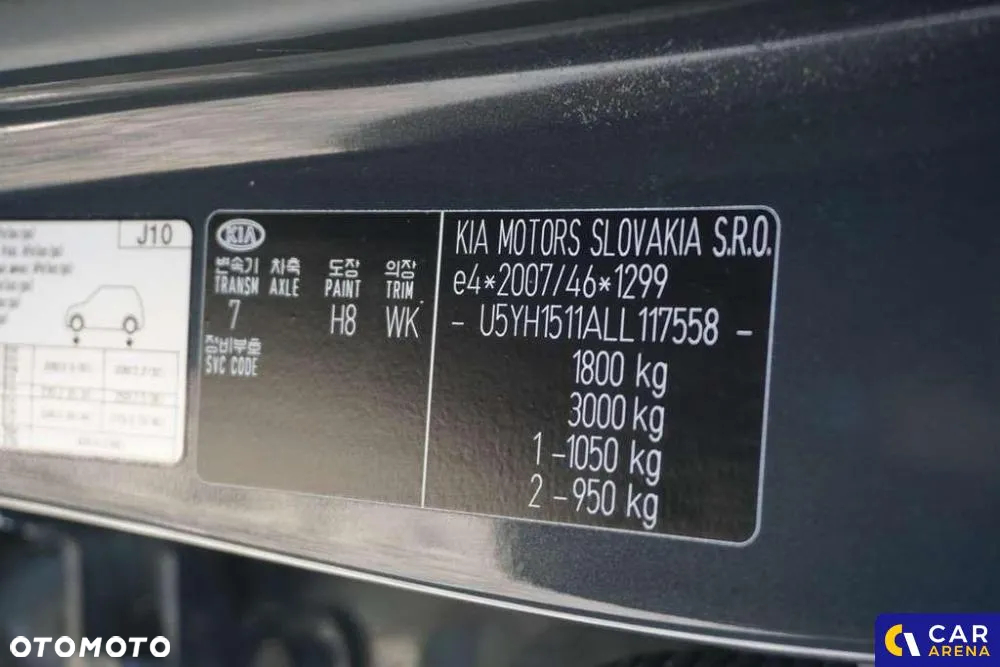 J10
KIA
변속기 차축 도장 의장
TRANSM AXLE PAINT TRIM
7 H8 WK
정비부호
SVC CODE
KIA MOTORS SLOVAKIA S.R.O.
e4*2007/46*1299
- U5YH1511ALL117558 -
1800 kg
3000 kg
1 -1050 kg
2 -950 kg
OTOMOTO
CAR
ARENA